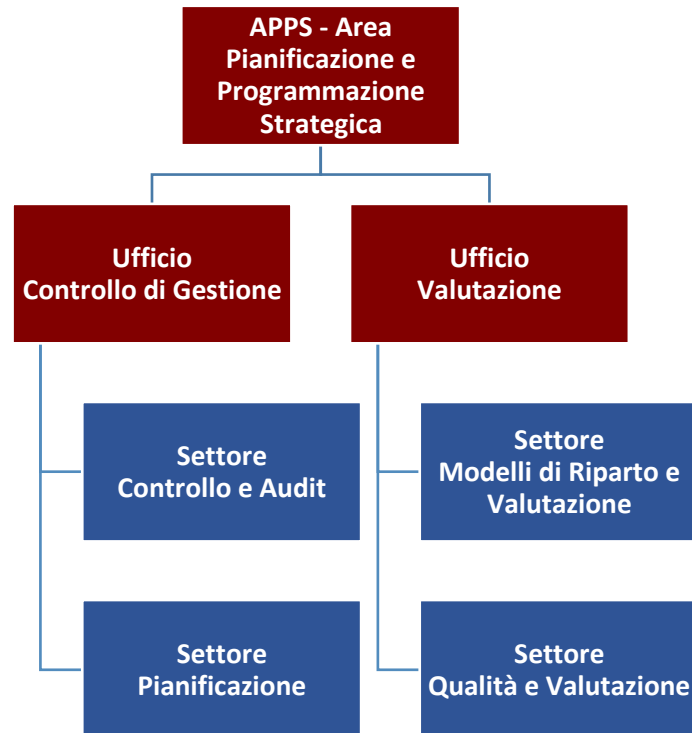 APPS - Area
Pianificazione e
Programmazione
Strategica
Ufficio
Controllo di Gestione
Ufficio
Valutazione
Settore
Controllo e Audit
Settore
Modelli di Riparto e
Valutazione
Settore
Pianificazione
Settore
Qualità e Valutazione